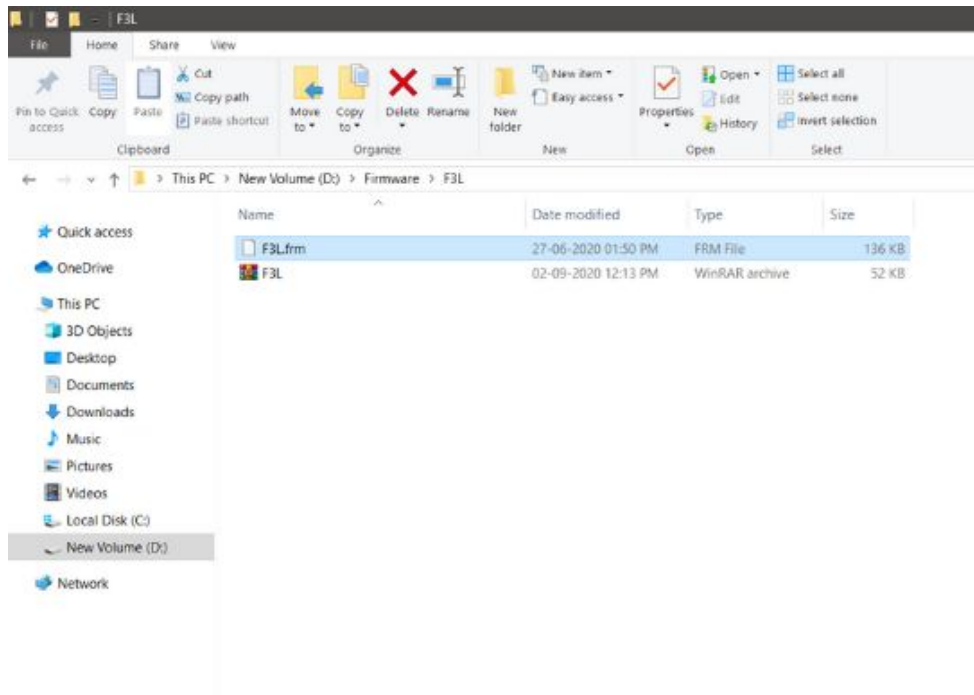 F3L
File Home Share View
Pin to Quick access
Copy
Paste
Cut
Copy path
Paste shortcut
Clipboard
Move to
Copy to
Delete
Rename
Organize
New folder
New item
Easy access
New
Properties
Open
Edit
History
Open
Select all
Select none
Invert selection
Select
This PC > New Volume (D:) > Firmware > F3L
Name Date modified Type Size
F3L.frm 27-06-2020 01:50 PM FRM File 136 KB
F3L 02-09-2020 12:13 PM WinRAR archive 52 KB
Quick access
OneDrive
This PC
3D Objects
Desktop
Documents
Downloads
Music
Pictures
Videos
Local Disk (C:)
New Volume (D:)
Network